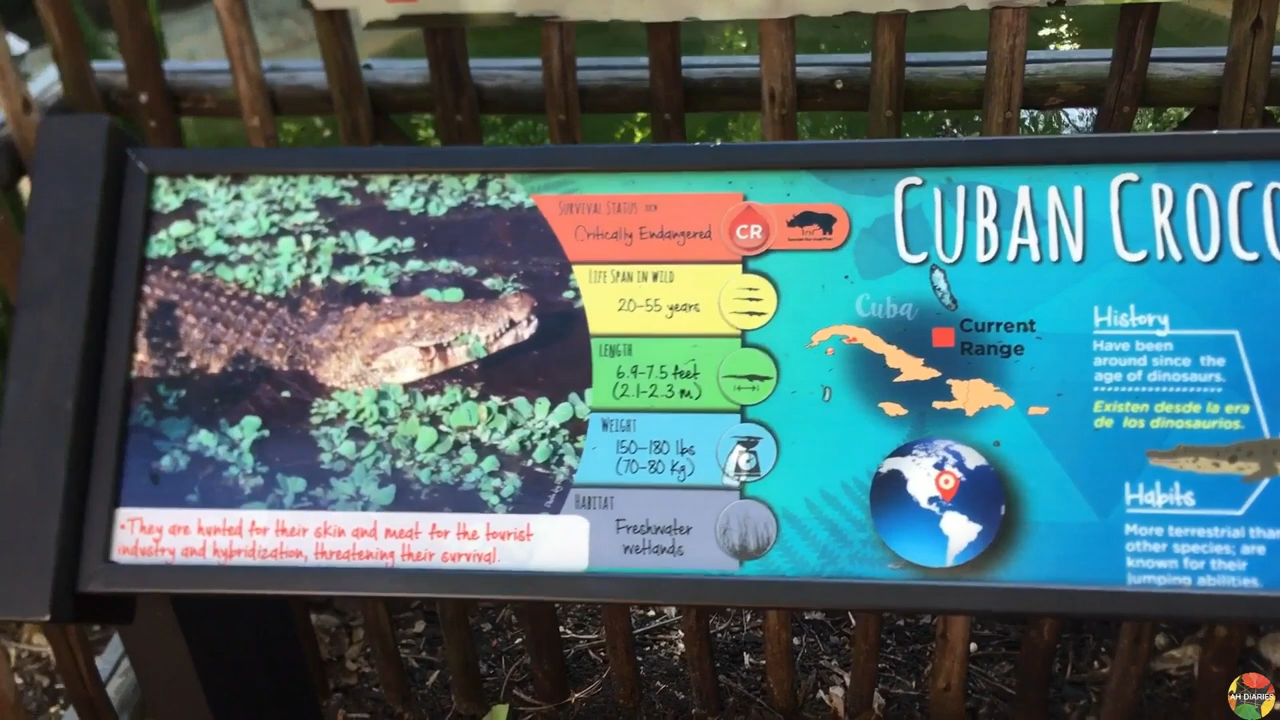 SURVIVAL STATUS IUCN
Critically Endangered
CR
LIFE SPAN IN WILD
20-55 years
LENGTH
6.9-7.5 feet
(2.1-2.3 m)
WEIGHT
150-180 lbs
(70-80 Kg)
HABITAT
Freshwater
wetlands
•They are hunted for their skin and meat for the tourist
industry and hybridization, threatening their survival.
CUBAN CROCO
Cuba
Current
Range
History
Have been
around since the
age of dinosaurs.
Existen desde la era
de los dinosaurios.
Habits
More terrestrial than
other species; are
known for their
jumping abilities.
AH DIARIES